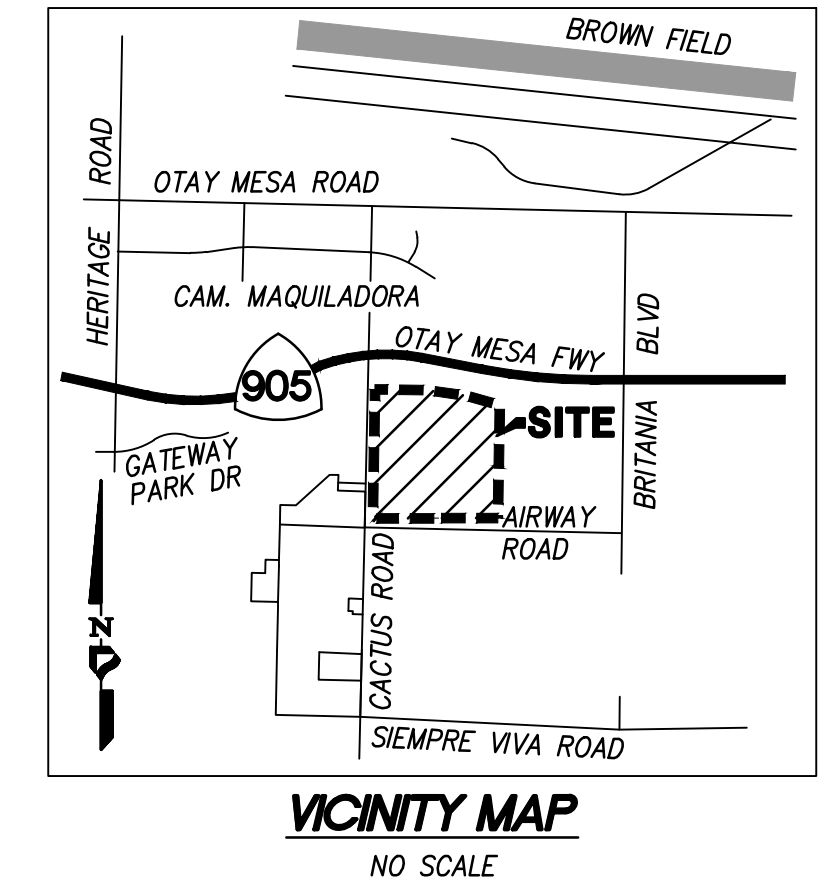 BROWN FIELD
HERITAGE ROAD
OTAY MESA ROAD
CAM. MAQUILADORA
OTAY MESA FWY
905
BRITANIA BLVD
SITE
GATEWAY
PARK DR
AIRWAY
ROAD
CACTUS ROAD
N
SIEMPRE VIVA ROAD
VICINITY MAP
NO SCALE